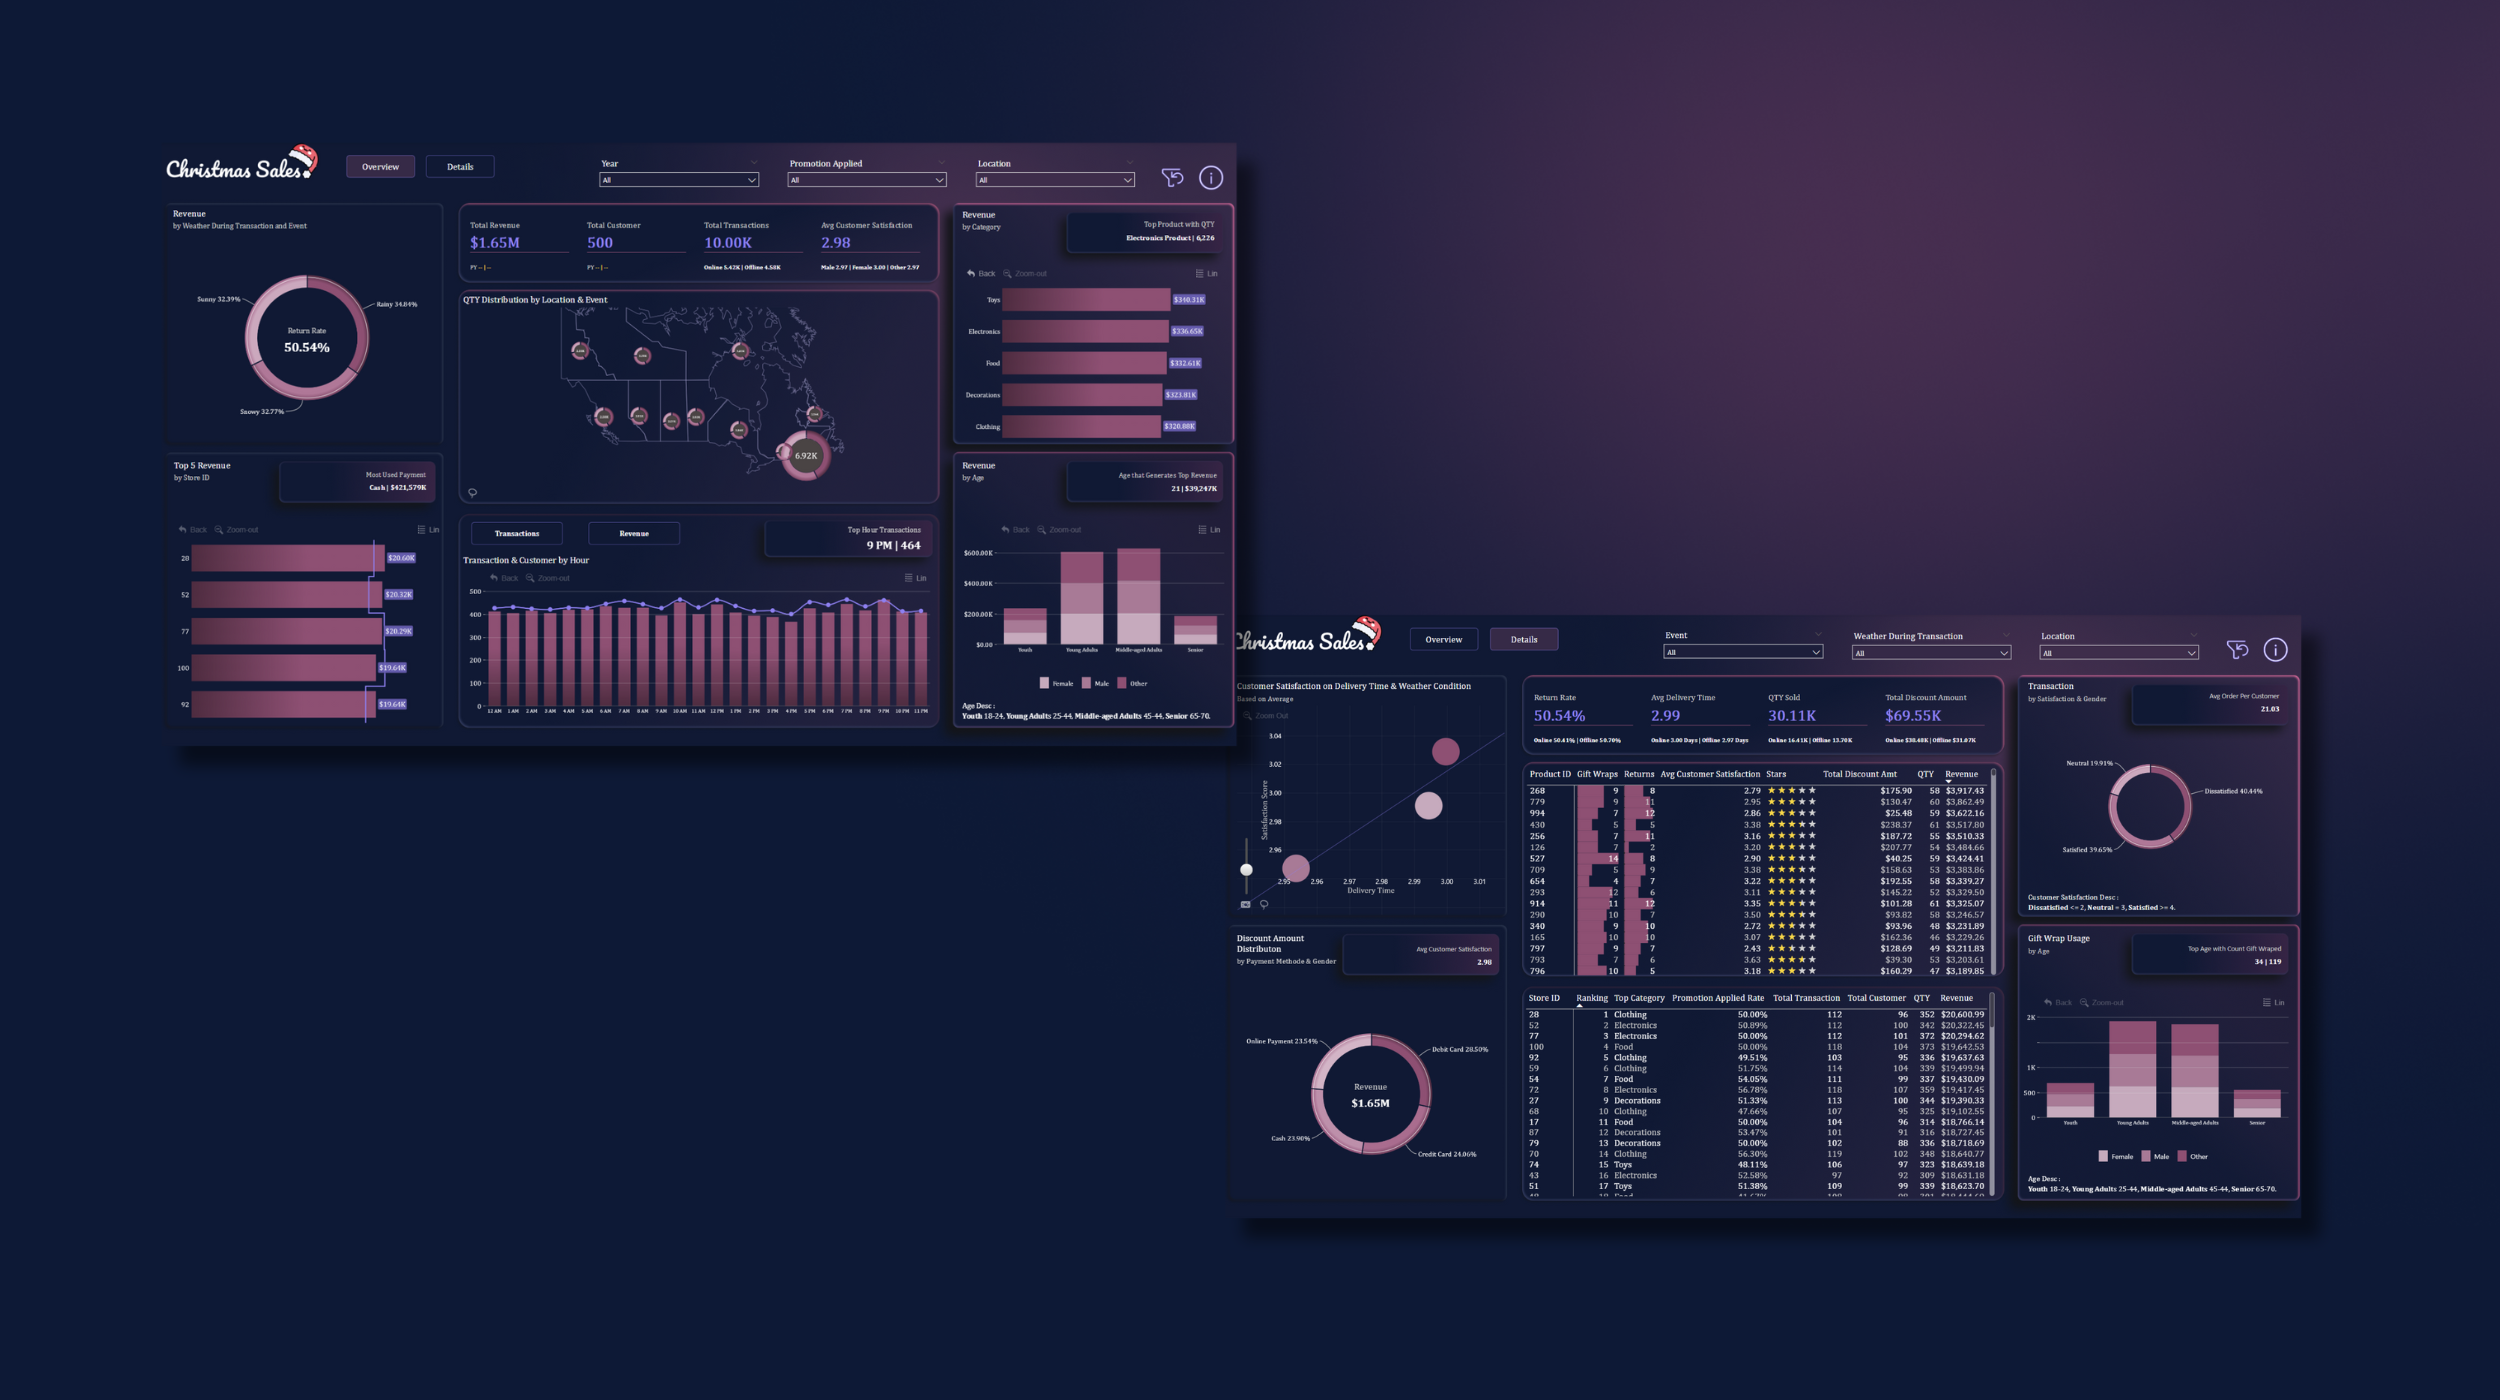 Christmas Sales
Overview
Details
Year
All
Promotion Applied
All
Location
All
Revenue
by Weather During Transaction and Event
Sunny 32.39%
Rainy 34.84%
Return Rate
50.54%
Snowy 32.77%
Total Revenue
$1.65M
PY -- | --
Total Customer
500
PY -- | --
Total Transactions
10.00K
Online 5.42K | Offline 4.58K
Avg Customer Satisfaction
2.98
Male 2.97 | Female 3.00 | Other 2.97
QTY Distribution by Location & Event
6.92K
Revenue
by Category
Top Product with QTY
Electronics Product | 6,226
Back
Zoom-out
Lin
Toys
$340.31K
Electronics
$336.65K
Food
$332.61K
Decorations
$323.81K
Clothing
$320.88K
Top 5 Revenue
by Store ID
Most Used Payment
Cash | $421,579K
Back
Zoom-out
Lin
28
$20.60K
52
$20.32K
77
$20.29K
100
$19.64K
92
$19.64K
Transactions
Revenue
Top Hour Transactions
9 PM | 464
Transaction & Customer by Hour
Back
Zoom-out
Lin
500
400
300
200
100
0
12 AM 1 AM 2 AM 3 AM 4 AM 5 AM 6 AM 7 AM 8 AM 9 AM 10 AM 11 AM 12 PM 1 PM 2 PM 3 PM 4 PM 5 PM 6 PM 7 PM 8 PM 9 PM 10 PM 11 PM
Revenue
by Age
Age that Generates Top Revenue
21 | $39,247K
Back
Zoom-out
Lin
$600.00K
$400.00K
$200.00K
$0.00
Youth
Young Adults
Middle-aged Adults
Senior
Female
Male
Other
Age Desc :
Youth 18-24, Young Adults 25-44, Middle-aged Adults 45-44, Senior 65-70.
Christmas Sales
Overview
Details
Event
All
Weather During Transaction
All
Location
All
Customer Satisfaction on Delivery Time & Weather Condition
Based on Average
Zoom Out
3.04
3.02
3.00
2.98
2.96
Satisfaction Score
2.95 2.96 2.97 2.98 2.99 3.00 3.01
Delivery Time
Return Rate
50.54%
Online 50.41% | Offline 50.70%
Avg Delivery Time
2.99
Online 3.00 Days | Offline 2.97 Days
QTY Sold
30.11K
Online 16.41K | Offline 13.70K
Total Discount Amount
$69.55K
Online $38.48K | Offline $31.07K
Product ID Gift Wraps Returns Avg Customer Satisfaction Stars Total Discount Amt QTY Revenue
268 9 8 2.79 ★★★★★ $175.90 58 $3,917.43
779 9 11 2.95 ★★★★★ $130.47 60 $3,862.49
994 7 12 2.86 ★★★★★ $25.48 59 $3,622.16
430 5 5 3.38 ★★★★★ $238.37 61 $3,517.80
256 7 11 3.16 ★★★★★ $187.72 55 $3,510.33
126 7 2 3.20 ★★★★★ $207.77 54 $3,484.66
527 14 8 2.90 ★★★★★ $40.25 59 $3,424.41
709 5 9 3.38 ★★★★★ $158.63 53 $3,383.86
654 4 7 3.22 ★★★★★ $192.55 58 $3,339.27
293 12 6 3.11 ★★★★★ $145.22 52 $3,329.50
914 11 12 3.35 ★★★★★ $101.28 61 $3,325.07
290 10 7 3.50 ★★★★★ $93.82 58 $3,246.57
340 9 10 2.72 ★★★★★ $93.96 48 $3,231.89
165 10 10 3.07 ★★★★★ $162.36 46 $3,229.26
797 9 7 2.43 ★★★★★ $128.69 49 $3,211.83
793 7 6 3.63 ★★★★★ $39.30 53 $3,203.61
796 10 5 3.18 ★★★★★ $160.29 47 $3,189.85
Transaction
by Satisfaction & Gender
Avg Order Per Customer
21.03
Neutral 19.91%
Dissatisfied 40.44%
Satisfied 39.65%
Customer Satisfaction Desc :
Dissatisfied <= 2, Neutral = 3, Satisfied >= 4.
Discount Amount
Distributon
by Payment Methode & Gender
Avg Customer Satisfaction
2.98
Online Payment 23.54%
Debit Card 28.50%
Revenue
$1.65M
Cash 23.90%
Credit Card 24.06%
Store ID Ranking Top Category Promotion Applied Rate Total Transaction Total Customer QTY Revenue
28 1 Clothing 50.00% 112 96 352 $20,600.99
52 2 Electronics 50.89% 112 100 342 $20,322.45
77 3 Electronics 50.00% 112 101 372 $20,294.62
100 4 Food 50.00% 118 104 373 $19,642.53
92 5 Clothing 49.51% 103 95 336 $19,637.63
59 6 Clothing 51.75% 114 104 339 $19,499.94
54 7 Food 54.05% 111 99 337 $19,430.09
72 8 Electronics 56.78% 118 107 359 $19,417.45
27 9 Decorations 51.33% 113 100 344 $19,390.33
68 10 Clothing 47.66% 107 95 325 $19,102.55
17 11 Food 50.00% 104 96 314 $18,766.14
87 12 Decorations 53.47% 101 91 316 $18,727.45
79 13 Decorations 50.00% 102 88 336 $18,718.69
70 14 Clothing 56.30% 119 102 348 $18,640.77
74 15 Toys 48.11% 106 97 323 $18,639.18
43 16 Electronics 52.58% 97 92 309 $18,631.18
51 17 Toys 51.38% 109 99 339 $18,623.70
Gift Wrap Usage
by Age
Top Age with Count Gift Wraped
34 | 119
Back
Zoom-out
Lin
2K
1K
500
0
Youth
Young Adults
Middle-aged Adults
Senior
Female
Male
Other
Age Desc :
Youth 18-24, Young Adults 25-44, Middle-aged Adults 45-44, Senior 65-70.